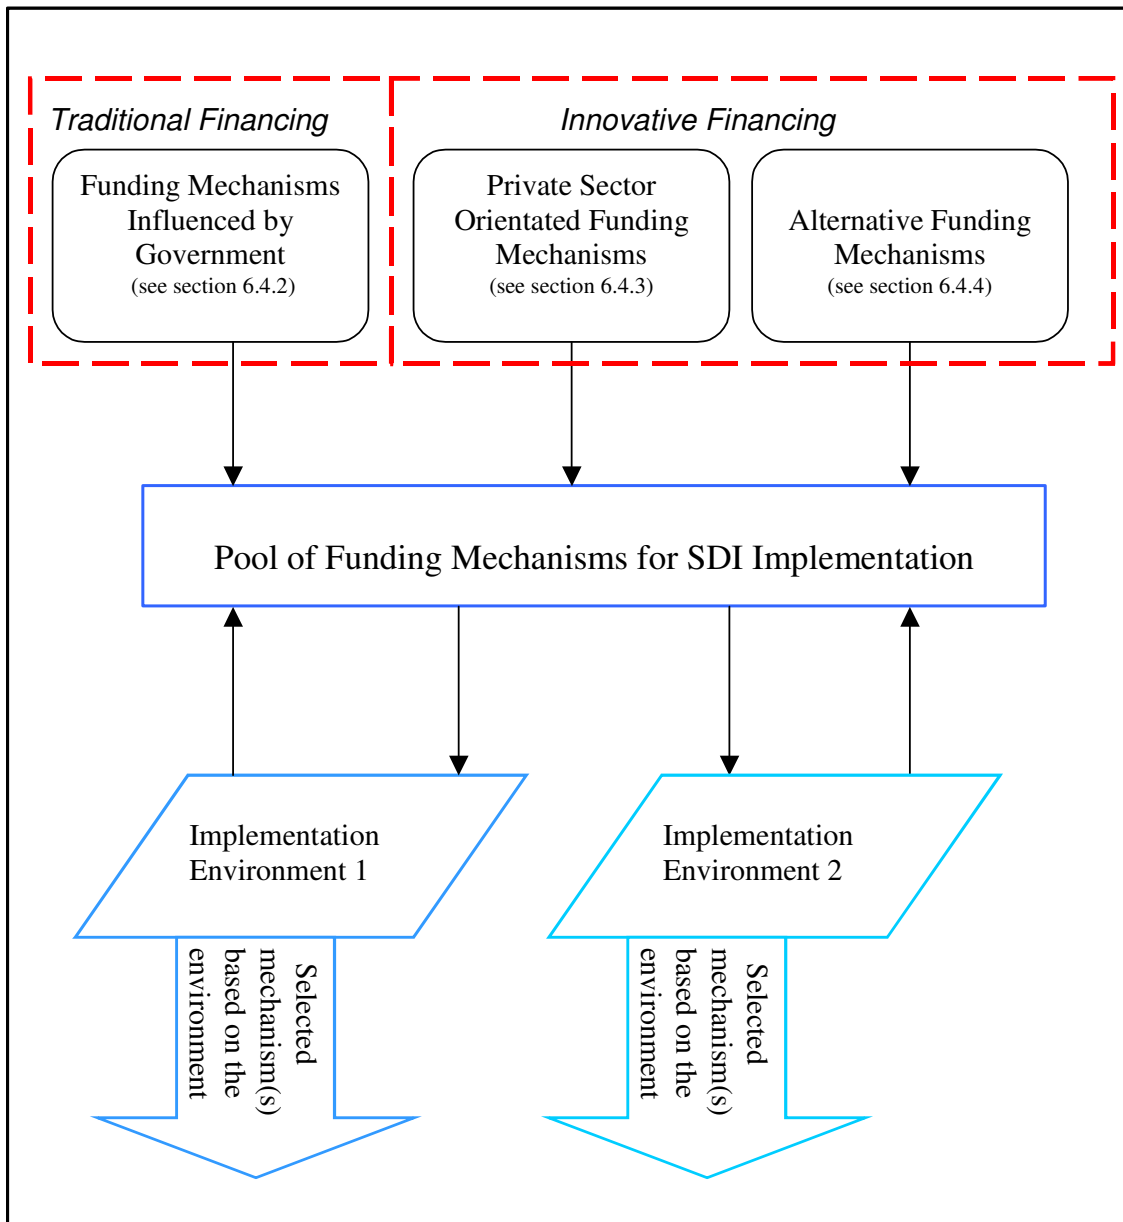 Traditional Financing
Innovative Financing
Funding Mechanisms
Influenced by
Government
(see section 6.4.2)
Private Sector
Orientated Funding
Mechanisms
(see section 6.4.3)
Alternative Funding
Mechanisms
(see section 6.4.4)
Pool of Funding Mechanisms for SDI Implementation
Implementation
Environment 1
Implementation
Environment 2
Selected
mechanism(s)
based on the
environment
Selected
mechanism(s)
based on the
environment